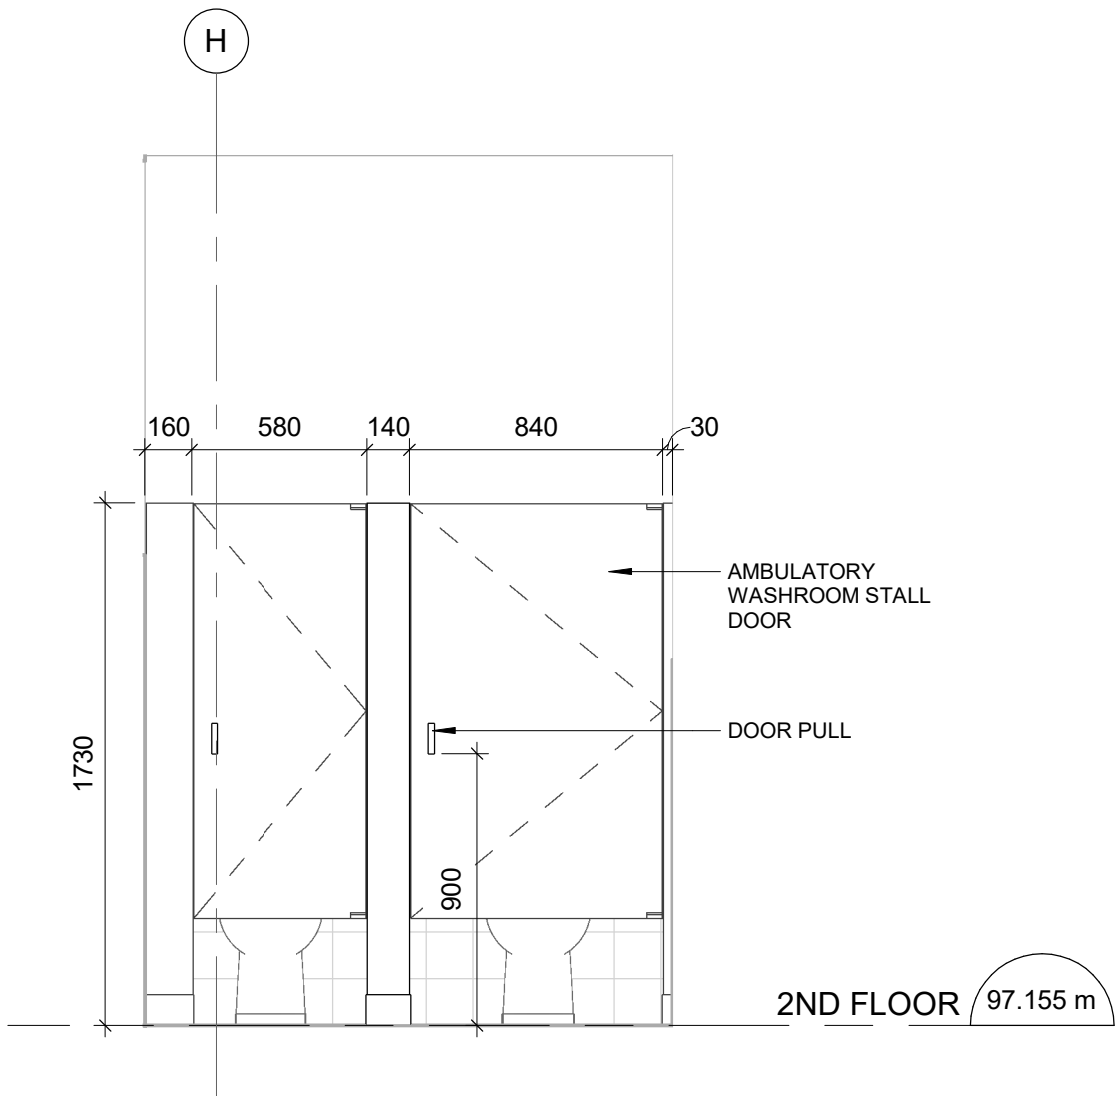 H
160 580 140 840 30
AMBULATORY
WASHROOM STALL
DOOR
DOOR PULL
1730
900
2ND FLOOR 97.155 m